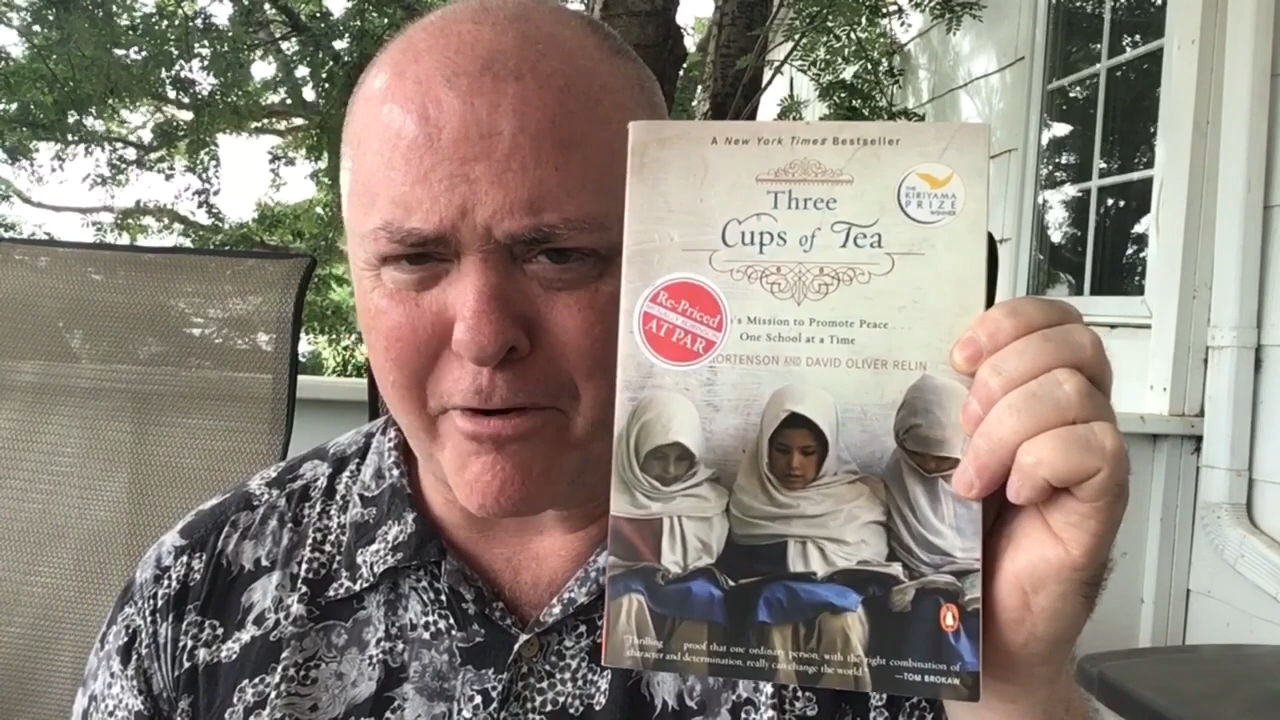 A New York Times Bestseller
THE
KIRIYAMA
PRIZE
WINNER
Three
Cups of Tea
Re-Priced
AT PAR
's Mission to Promote Peace . . .
One School at a Time
ORTENSON AND DAVID OLIVER RELIN
"Thrilling . . . proof that one ordinary person, with the right combination of
character and determination, really can change the world."
—TOM BROKAW